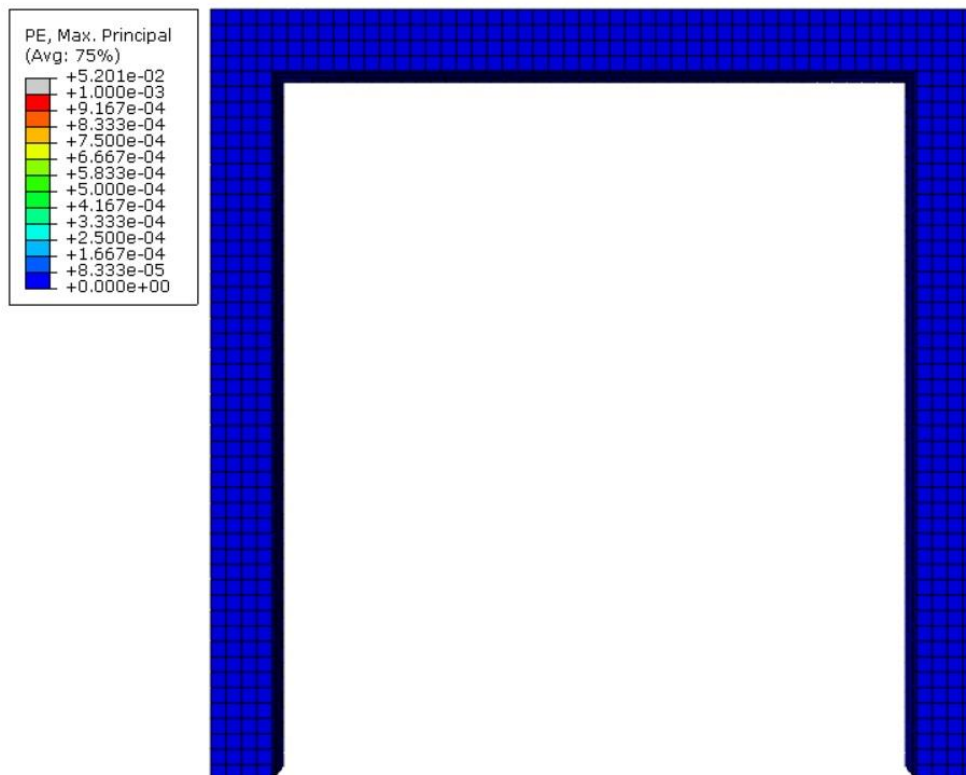 PE, Max. Principal
(Avg: 75%)
+5.201e-02
+1.000e-03
+9.167e-04
+8.333e-04
+7.500e-04
+6.667e-04
+5.833e-04
+5.000e-04
+4.167e-04
+3.333e-04
+2.500e-04
+1.667e-04
+8.333e-05
+0.000e+00